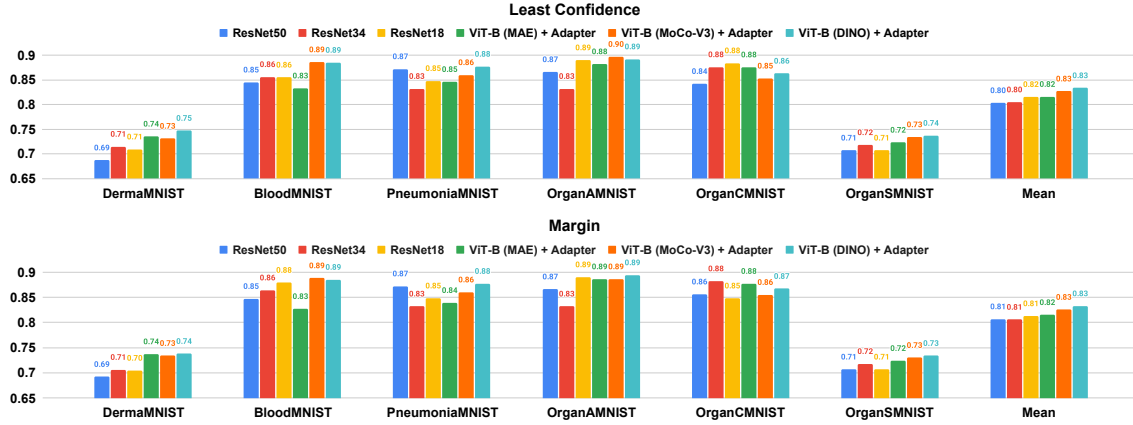 Least Confidence
ResNet50 ResNet34 ResNet18 ViT-B (MAE) + Adapter ViT-B (MoCo-V3) + Adapter ViT-B (DINO) + Adapter
0.9
0.85
0.8
0.75
0.7
0.65
0.69 0.71 0.71 0.74 0.73 0.75
0.85 0.86 0.86 0.83 0.89 0.89
0.87 0.83 0.85 0.85 0.86 0.88
0.87 0.83 0.89 0.88 0.90 0.89
0.84 0.88 0.88 0.88 0.85 0.86
0.71 0.72 0.71 0.72 0.73 0.74
0.80 0.80 0.82 0.82 0.83 0.83
DermaMNIST BloodMNIST PneumoniaMNIST OrganAMNIST OrganCMNIST OrganSMNIST Mean
Margin
ResNet50 ResNet34 ResNet18 ViT-B (MAE) + Adapter ViT-B (MoCo-V3) + Adapter ViT-B (DINO) + Adapter
0.9
0.85
0.8
0.75
0.7
0.65
0.69 0.71 0.70 0.74 0.73 0.74
0.85 0.86 0.88 0.83 0.89 0.89
0.87 0.83 0.85 0.84 0.86 0.88
0.87 0.83 0.89 0.89 0.89 0.89
0.86 0.88 0.85 0.88 0.86 0.87
0.71 0.72 0.71 0.72 0.73 0.73
0.81 0.81 0.81 0.82 0.83 0.83
DermaMNIST BloodMNIST PneumoniaMNIST OrganAMNIST OrganCMNIST OrganSMNIST Mean